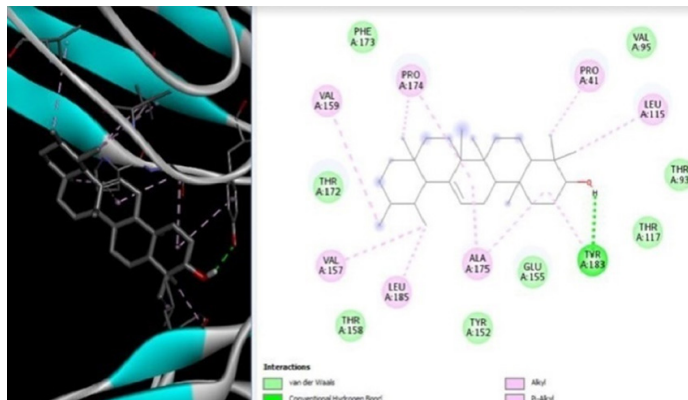 PHE
A:173
VAL
A:95
PRO
A:174
PRO
A:41
VAL
A:159
LEU
A:115
THR
A:172
THR
A:93
H
THR
A:117
VAL
A:157
ALA
A:175
GLU
A:155
TYR
A:183
LEU
A:185
THR
A:158
TYR
A:152
Interactions
van der Waals
Conventional Hydrogen Bond
Alkyl
Pi-Alkyl